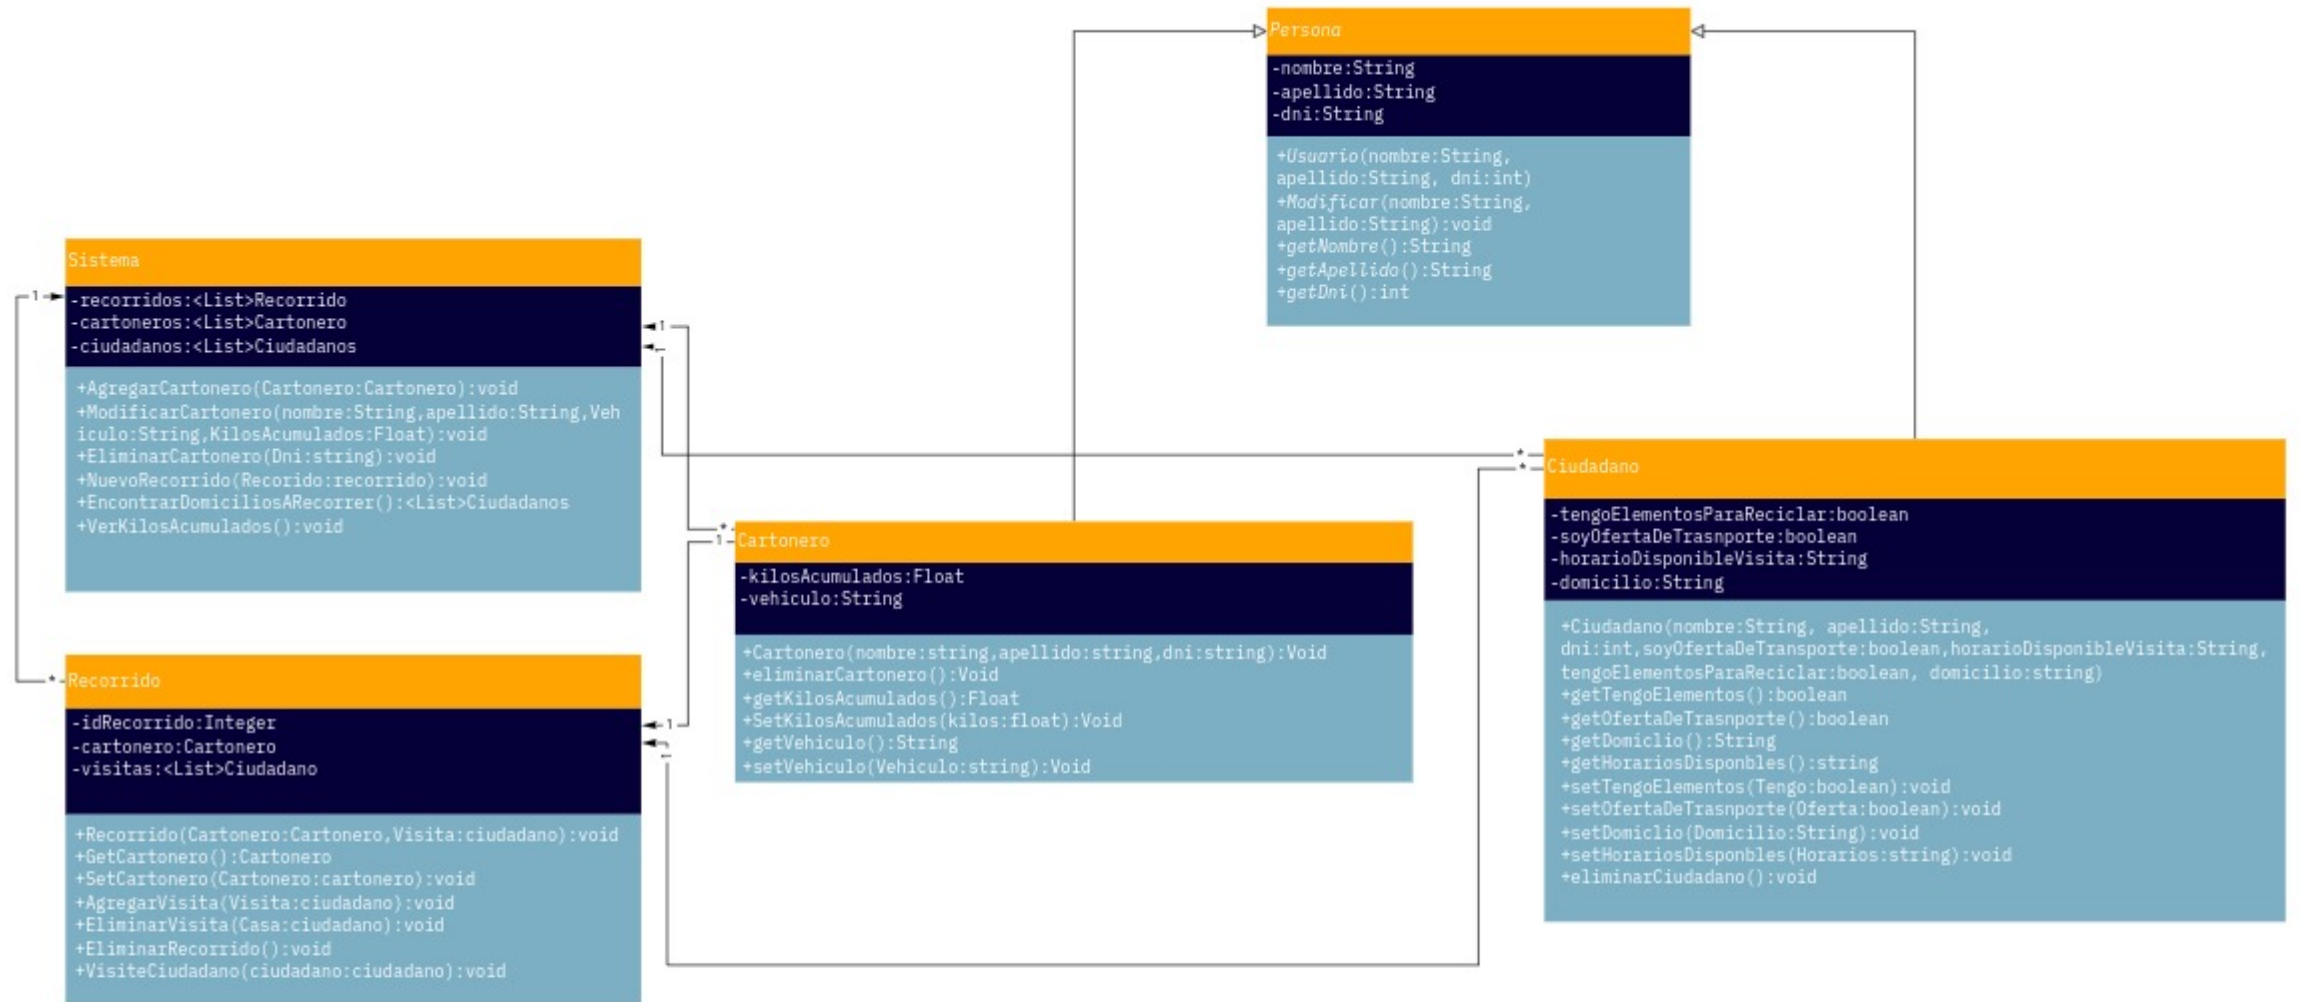 Persona
-nombre:String
-apellido:String
-dni:String
+Usuario(nombre:String,
apellido:String, dni:int)
+Modificar(nombre:String,
apellido:String):void
+getNombre():String
+getApellido():String
+getDni():int
Sistema
1
-recorridos:<List>Recorrido
-cartoneros:<List>Cartonero
-ciudadanos:<List>Ciudadanos
1
1
+AgregarCartonero(Cartonero:Cartonero):void
+ModificarCartonero(nombre:String,apellido:String,Veh
iculo:String,KilosAcumulados:Float):void
+EliminarCartonero(Dni:string):void
+NuevoRecorrido(Recorido:recorrido):void
+EncontrarDomiciliosARecorrer():<List>Ciudadanos
+VerKilosAcumulados():void
*
*
Ciudadano
-tengoElementosParaReciclar:boolean
-soyOfertaDeTrasnporte:boolean
-horarioDisponibleVisita:String
-domicilio:String
+Ciudadano(nombre:String, apellido:String,
dni:int,soyOfertaDeTransporte:boolean,horarioDisponibleVisita:String,
tengoElementosParaReciclar:boolean, domicilio:string)
+getTengoElementos():boolean
+getOfertaDeTrasnporte():boolean
+getDomiclio():String
+getHorariosDisponbles():string
+setTengoElementos(Tengo:boolean):void
+setOfertaDeTrasnporte(Oferta:boolean):void
+setDomiclio(Domicilio:String):void
+setHorariosDisponbles(Horarios:string):void
+eliminarCiudadano():void
*
1
Cartonero
-kilosAcumulados:Float
-vehiculo:String
+Cartonero(nombre:string,apellido:string,dni:string):Void
+eliminarCartonero():Void
+getKilosAcumulados():Float
+SetKilosAcumulados(kilos:float):Void
+getVehiculo():String
+setVehiculo(Vehiculo:string):Void
*
Recorrido
-idRecorrido:Integer
-cartonero:Cartonero
-visitas:<List>Ciudadano
1
1
+Recorrido(Cartonero:Cartonero,Visita:ciudadano):void
+GetCartonero():Cartonero
+SetCartonero(Cartonero:cartonero):void
+AgregarVisita(Visita:ciudadano):void
+EliminarVisita(Casa:ciudadano):void
+EliminarRecorrido():void
+VisiteCiudadano(ciudadano:ciudadano):void